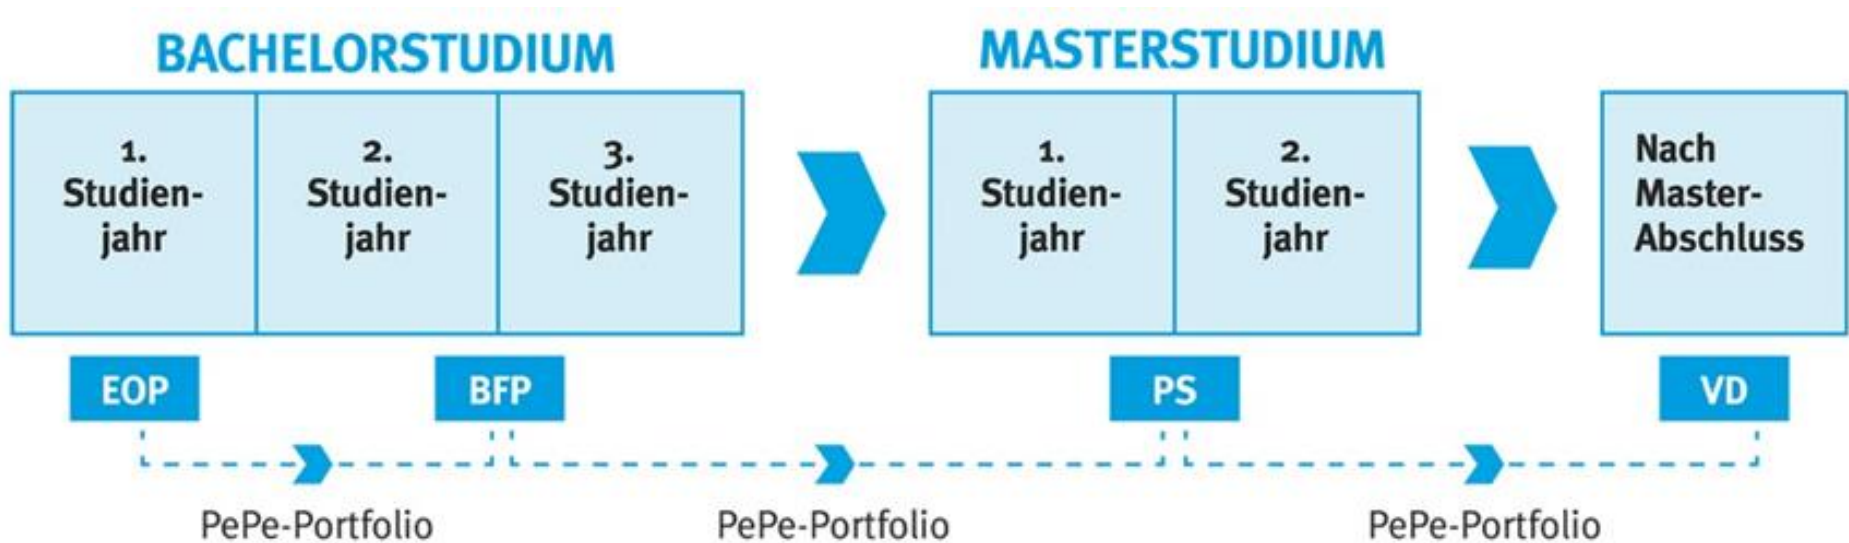 BACHELORSTUDIUM
MASTERSTUDIUM
1.
Studien-
jahr
2.
Studien-
jahr
3.
Studien-
jahr
1.
Studien-
jahr
2.
Studien-
jahr
Nach
Master-
Abschluss
EOP
BFP
PS
VD
PePe-Portfolio
PePe-Portfolio
PePe-Portfolio